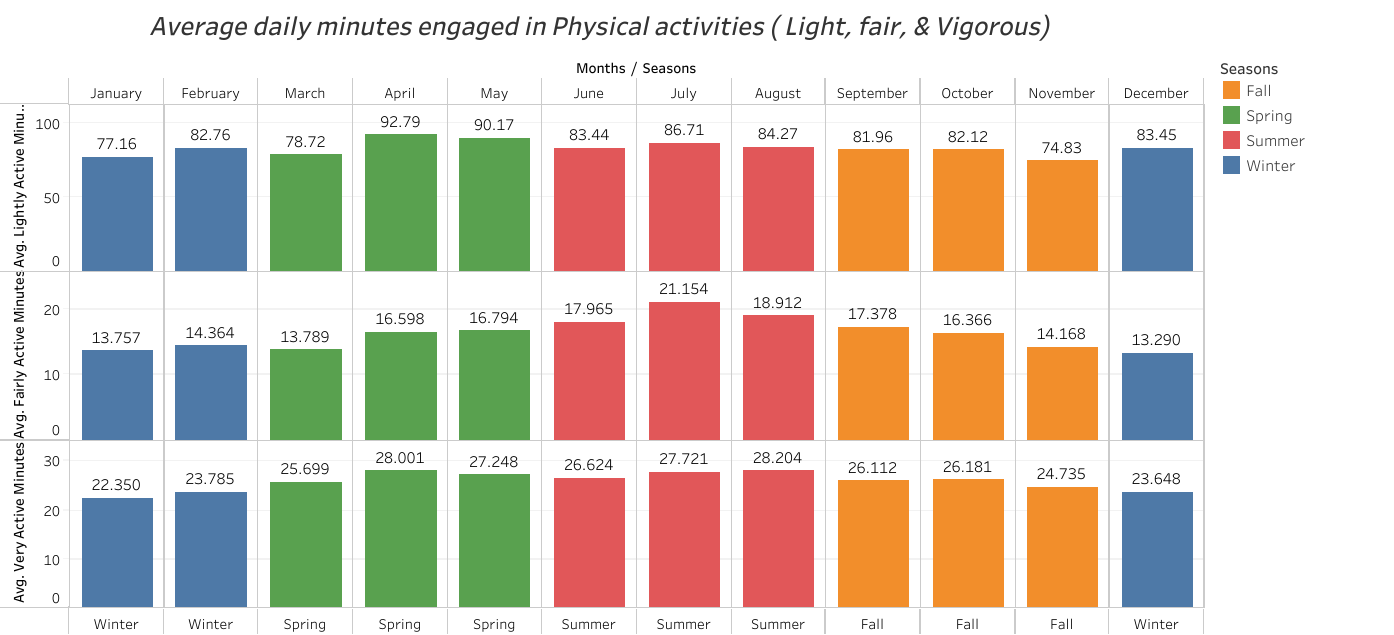 Average daily minutes engaged in Physical activities ( Light, fair, & Vigorous)
Months / Seasons
January February March April May June July August September October November December
Seasons
Fall
Spring
Summer
Winter
Avg. Lightly Active Minu..
100
50
0
77.16 82.76 78.72 92.79 90.17 83.44 86.71 84.27 81.96 82.12 74.83 83.45
Avg. Fairly Active Minutes
20
10
0
13.757 14.364 13.789 16.598 16.794 17.965 21.154 18.912 17.378 16.366 14.168 13.290
Avg. Very Active Minutes
30
20
10
0
22.350 23.785 25.699 28.001 27.248 26.624 27.721 28.204 26.112 26.181 24.735 23.648
Winter Winter Spring Spring Spring Summer Summer Summer Fall Fall Fall Winter